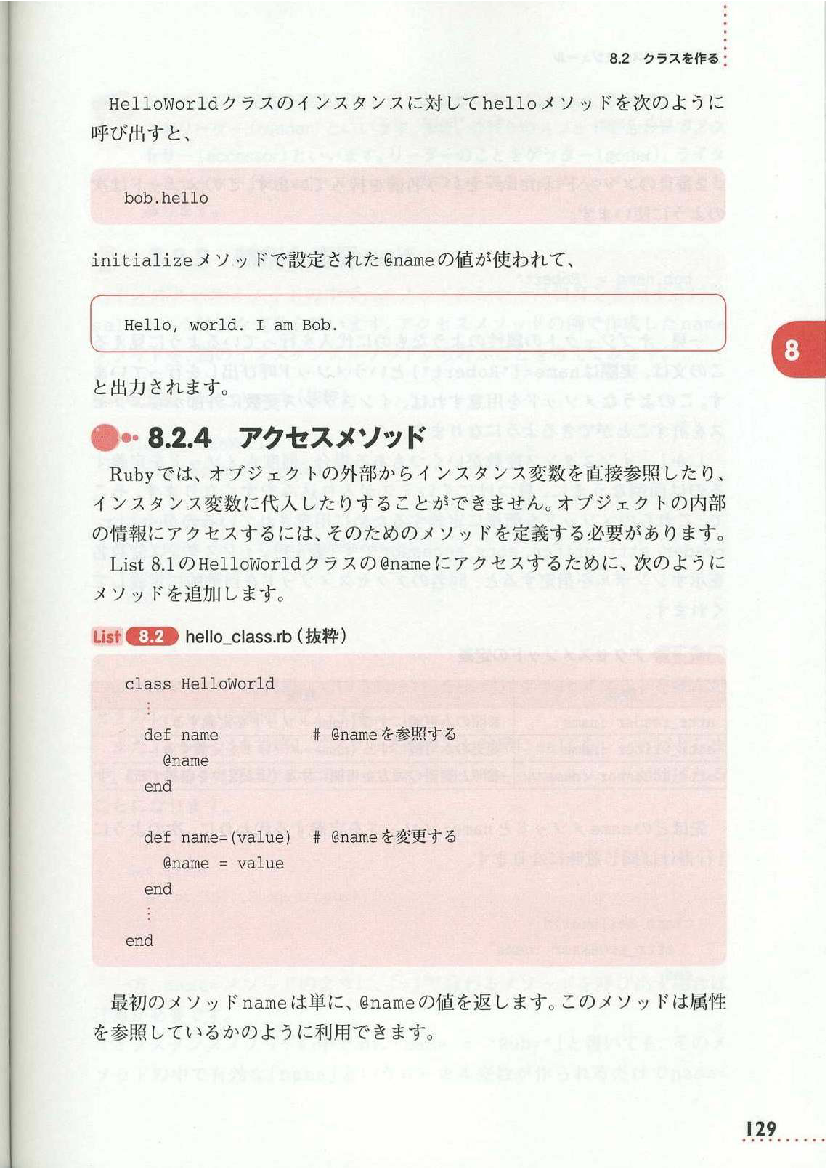 8.2 クラスを作る
HelloWorldクラスのインスタンスに対してhelloメソッドを次のように
呼び出すと、
bob.hello
initializeメソッドで設定された@nameの値が使われて、
Hello, world. I am Bob.
8
と出力されます。
8.2.4 アクセスメソッド
Rubyでは、オブジェクトの外部からインスタンス変数を直接参照したり、
インスタンス変数に代入したりすることができません。オブジェクトの内部
の情報にアクセスするには、そのためのメソッドを定義する必要があります。
List 8.1のHelloWorldクラスの@nameにアクセスするために、次のように
メソッドを追加します。
List 8.2 hello_class.rb(抜粋)
class HelloWorld
⋮
def name # @nameを参照する
@name
end
def name=(value) # @nameを変更する
@name = value
end
⋮
end
最初のメソッドnameは単に、@nameの値を返します。このメソッドは属性
を参照しているかのように利用できます。
129